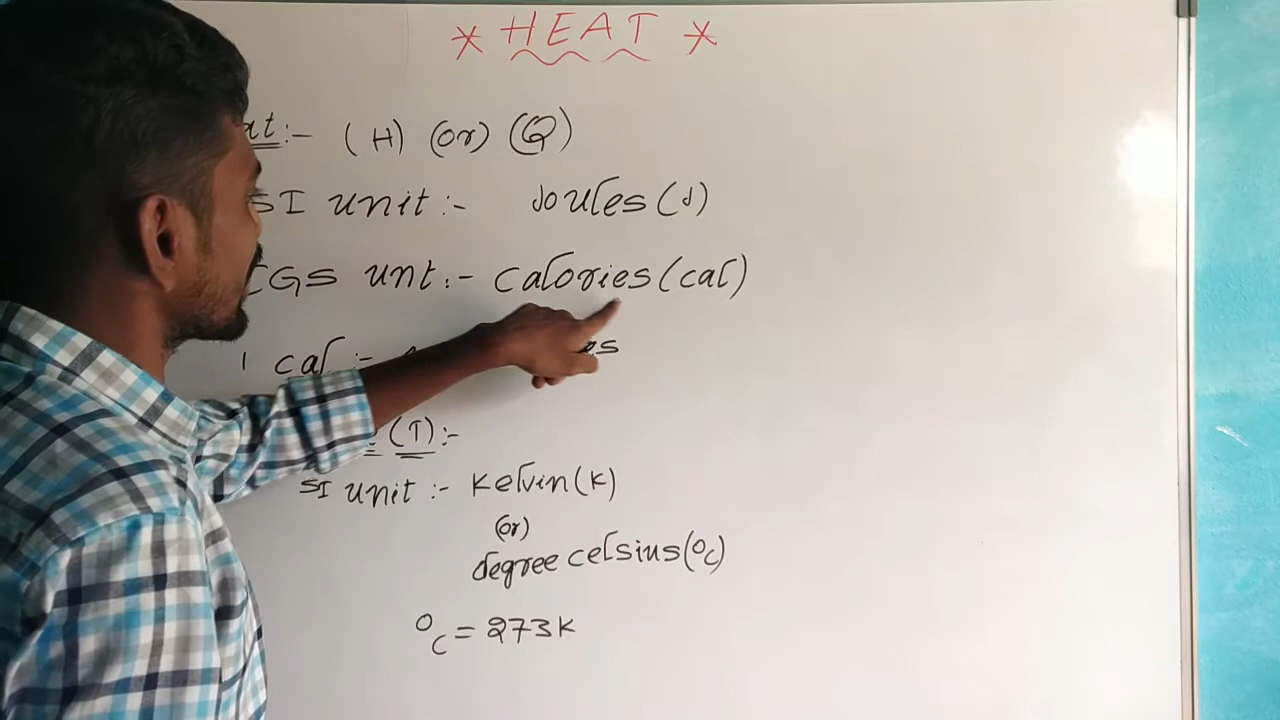 * HEAT *
at:- (H) (or) (Q)
SI unit:- Joules(J)
CGS unt:- calories(cal)
1 cal:-
(T):-
SI unit:- Kelvin(K)
(or)
degree celsius(°c)
°c = 273K